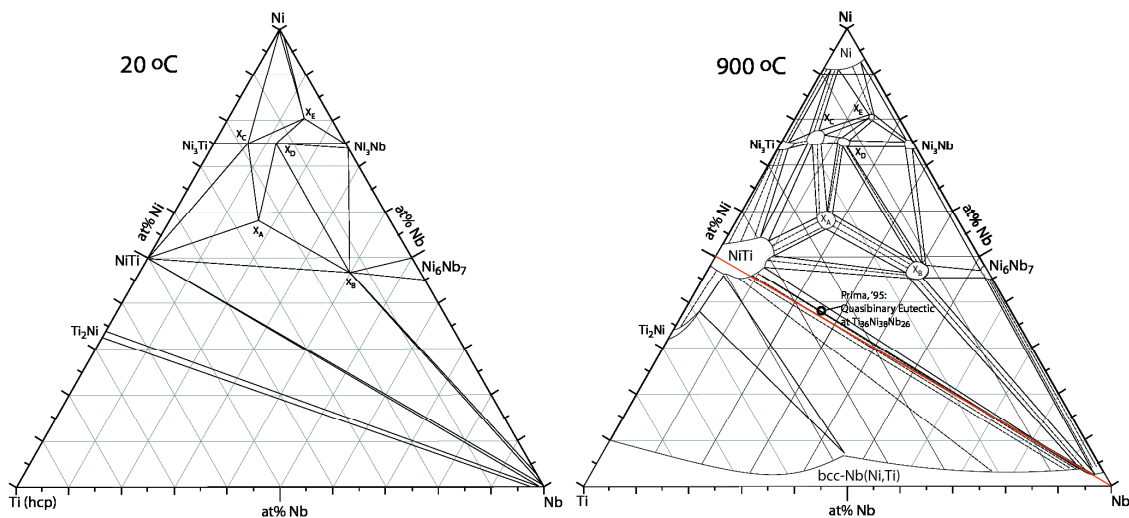 Ni
20 oC
X_E
X_C
Ni3Ti
X_D
Ni3Nb
at% Ni
at% Nb
X_A
NiTi
Ni6Nb7
X_B
Ti2Ni
Ti (hcp)
at% Nb
Nb
Ni
900 oC
Ni
X_E
X_C
Ni3Ti
X_D
Ni3Nb
at% Ni
at% Nb
X_A
NiTi
X_B
Ni6Nb7
Prima, '95:
Quasibinary Eutectic
at Ti36Ni38Nb26
Ti2Ni
bcc-Nb(Ni,Ti)
Ti
at% Nb
Nb